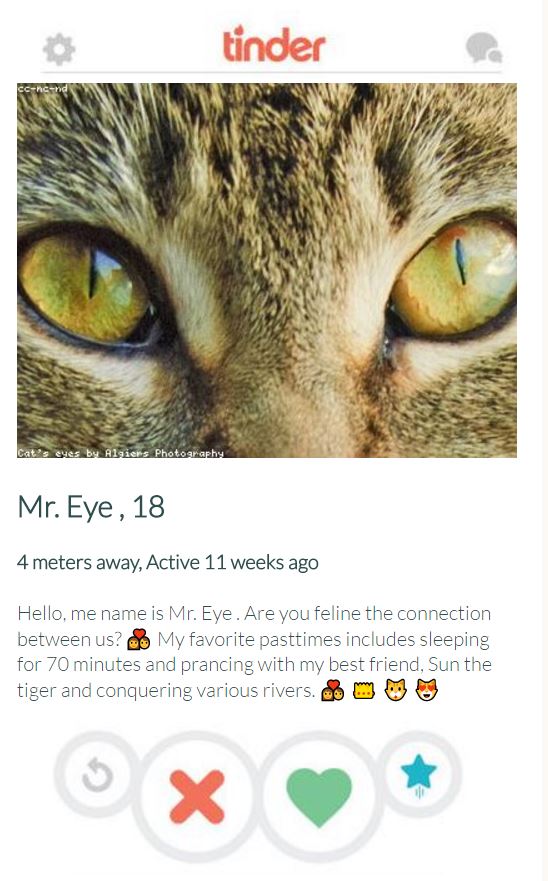 tinder
cc-nc-nd
Cat's eyes by Algiers Photography
Mr. Eye , 18
4 meters away, Active 11 weeks ago
Hello, me name is Mr. Eye . Are you feline the connection
between us? 💑 My favorite pasttimes includes sleeping
for 70 minutes and prancing with my best friend, Sun the
tiger and conquering various rivers. 💑 😺 😻